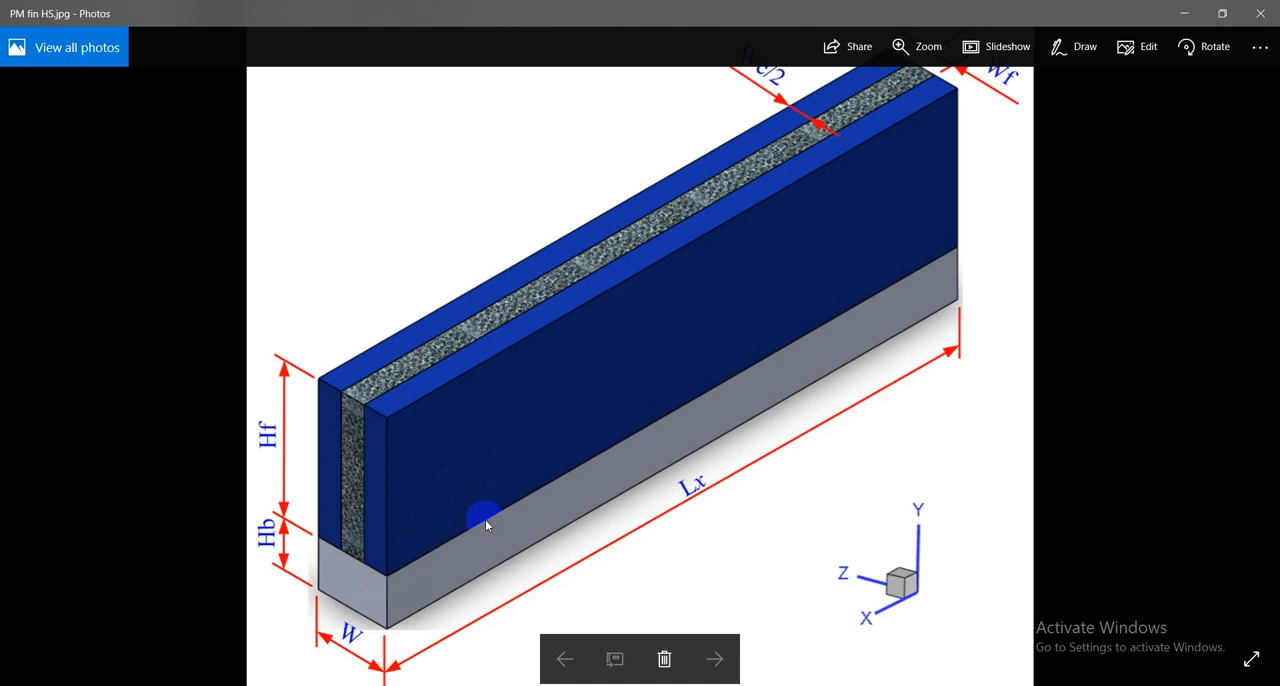 PM fin HS.jpg - Photos
View all photos
Share
Zoom
Slideshow
Draw
Edit
Rotate
Wc/2
Wf
Hf
Hb
W
Lx
Y
Z
X
Activate Windows
Go to Settings to activate Windows.